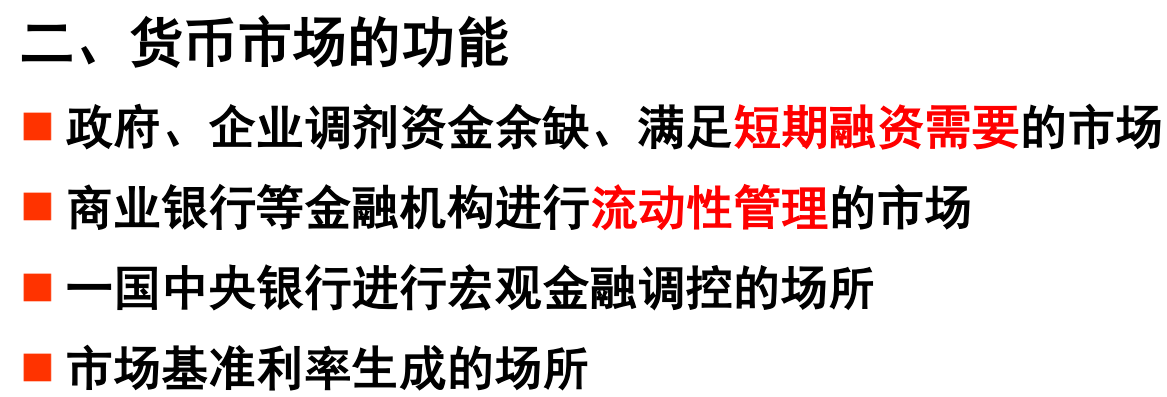 二、货币市场的功能
■ 政府、企业调剂资金余缺、满足短期融资需要的市场
■ 商业银行等金融机构进行流动性管理的市场
■ 一国中央银行进行宏观金融调控的场所
■ 市场基准利率生成的场所